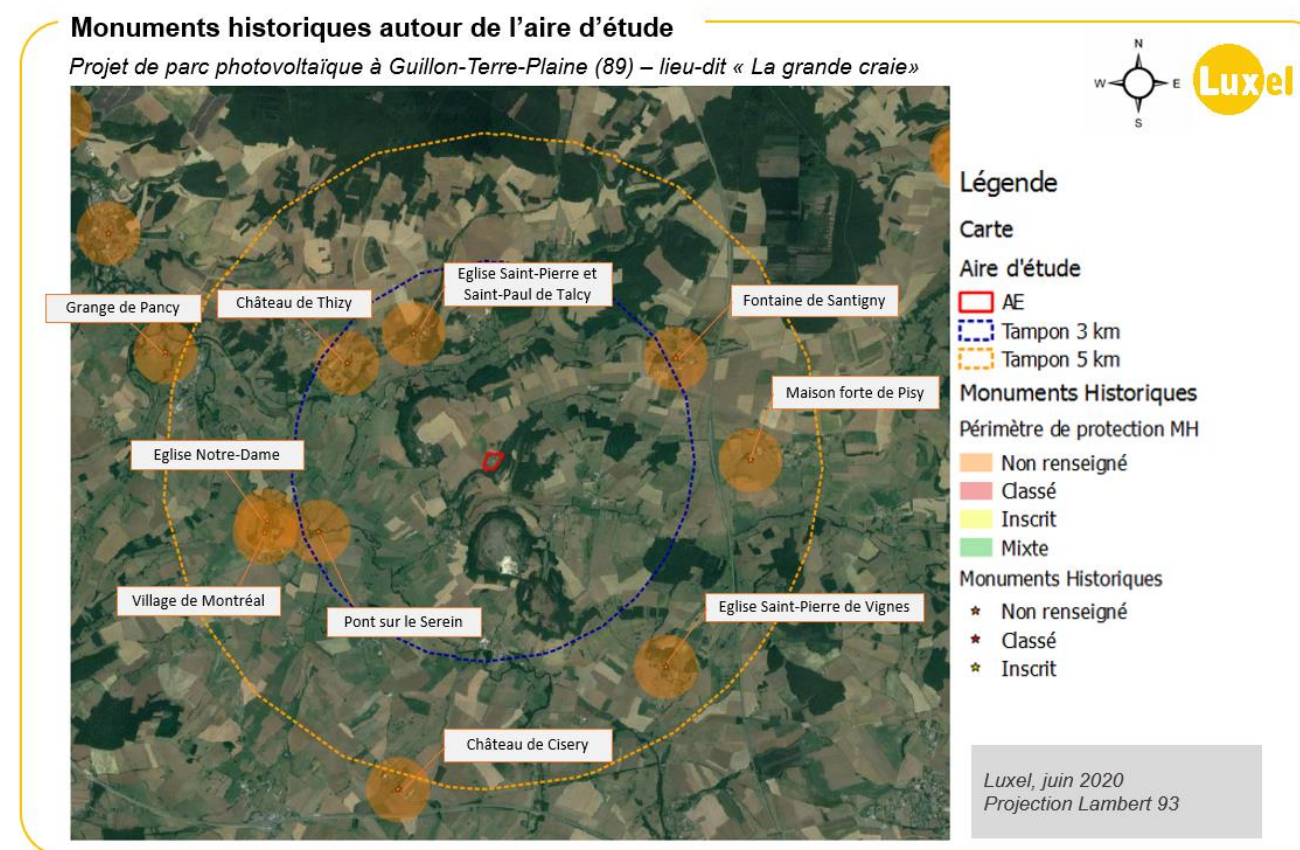 Monuments historiques autour de l’aire d’étude
Projet de parc photovoltaïque à Guillon-Terre-Plaine (89) – lieu-dit « La grande craie»
N
W
E
S
Luxel
Grange de Pancy
Château de Thizy
Eglise Saint-Pierre et
Saint-Paul de Talcy
Fontaine de Santigny
Maison forte de Pisy
Eglise Notre-Dame
Village de Montréal
Pont sur le Serein
Eglise Saint-Pierre de Vignes
Château de Cisery
Légende
Carte
Aire d'étude
AE
Tampon 3 km
Tampon 5 km
Monuments Historiques
Périmètre de protection MH
Non renseigné
Classé
Inscrit
Mixte
Monuments Historiques
Non renseigné
Classé
Inscrit
Luxel, juin 2020
Projection Lambert 93